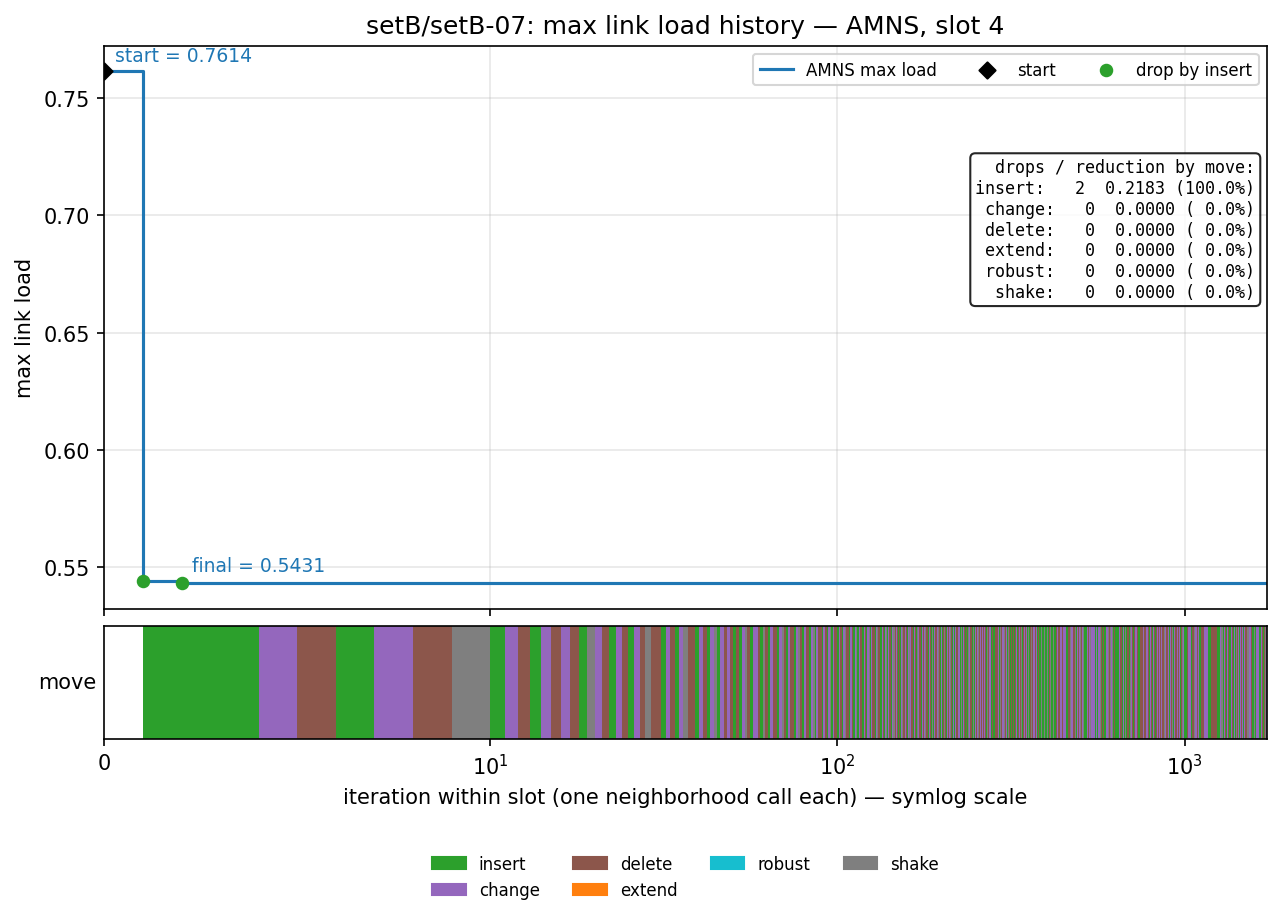 setB/setB-07: max link load history — AMNS, slot 4
start = 0.7614
AMNS max load
start
drop by insert
drops / reduction by move:
insert: 2 0.2183 (100.0%)
change: 0 0.0000 ( 0.0%)
delete: 0 0.0000 ( 0.0%)
extend: 0 0.0000 ( 0.0%)
robust: 0 0.0000 ( 0.0%)
shake: 0 0.0000 ( 0.0%)
0.75
0.70
0.65
0.60
0.55
max link load
final = 0.5431
move
0 10¹ 10² 10³
iteration within slot (one neighborhood call each) — symlog scale
insert delete robust shake
change extend